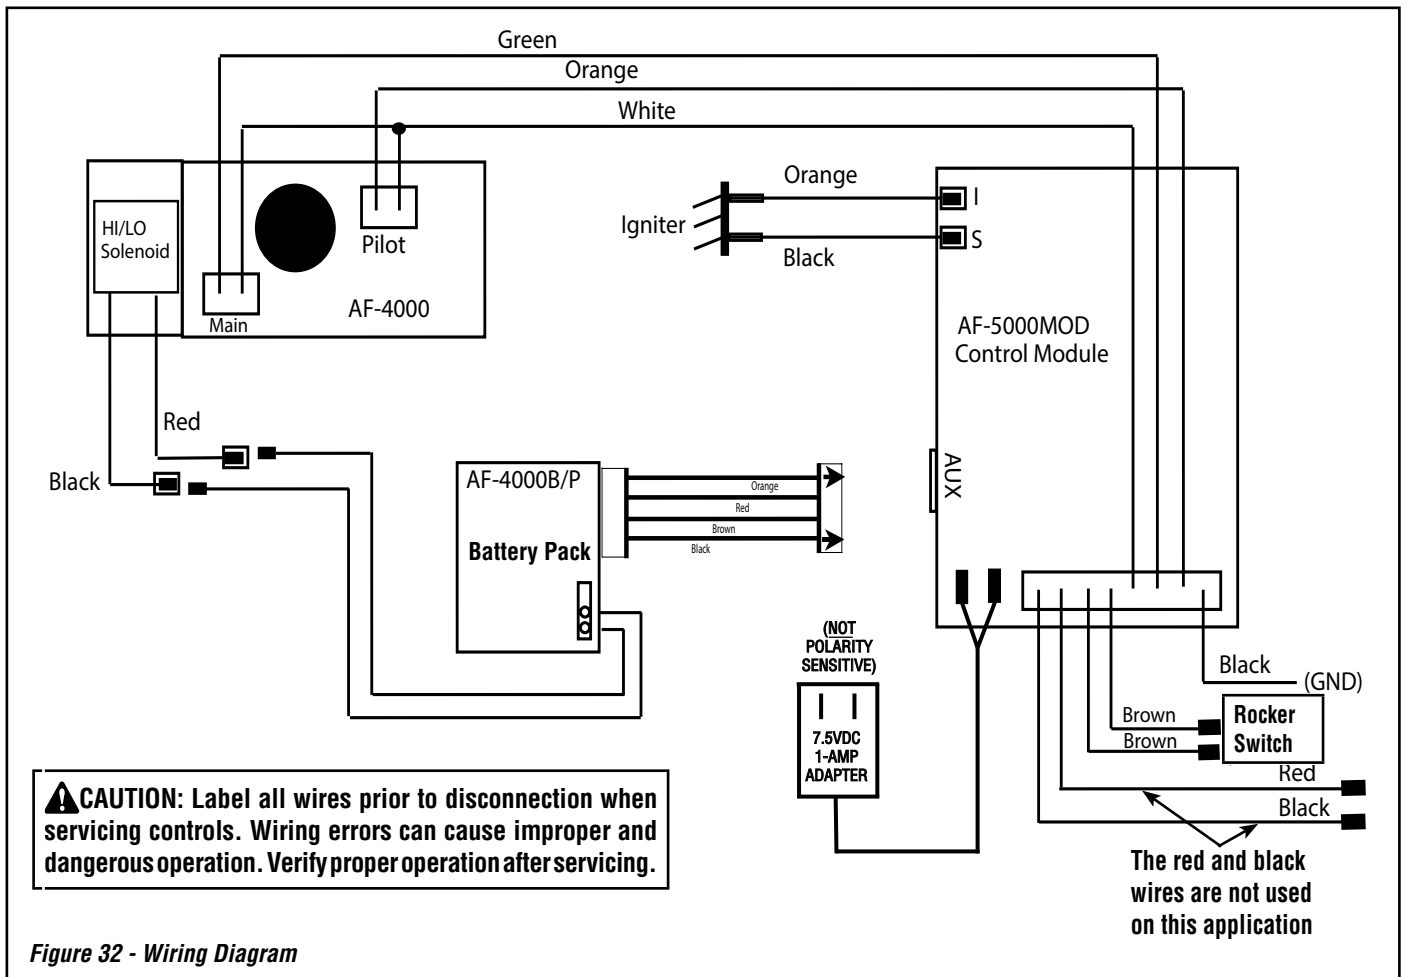 Green
Orange
White
HI/LO
Solenoid
Pilot
Main
AF-4000
Igniter
Orange
I
S
Black
AF-5000MOD
Control Module
AUX
Red
Black
AF-4000B/P
Battery Pack
Orange
Red
Brown
Black
(NOT
POLARITY
SENSITIVE)
7.5VDC
1-AMP
ADAPTER
Black
(GND)
Brown
Brown
Rocker
Switch
Red
Black
The red and black
wires are not used
on this application
CAUTION: Label all wires prior to disconnection when
servicing controls. Wiring errors can cause improper and
dangerous operation. Verify proper operation after servicing.
Figure 32 - Wiring Diagram